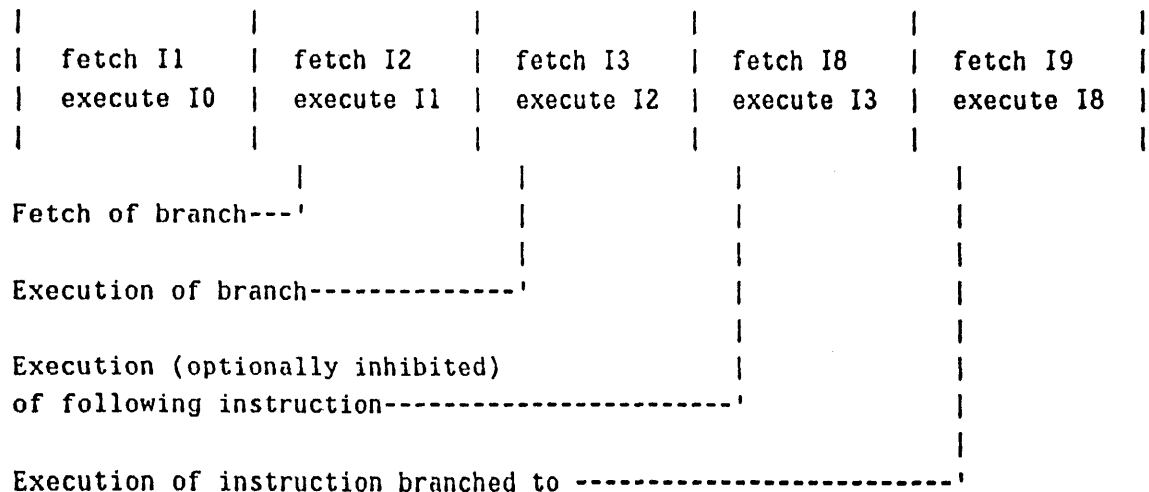 | fetch I1 | fetch I2 | fetch I3 | fetch I8 | fetch I9 |
| execute I0 | execute I1 | execute I2 | execute I3 | execute I8 |
Fetch of branch---'
Execution of branch--------------'
Execution (optionally inhibited)
of following instruction------------------------'
Execution of instruction branched to --------------------------'